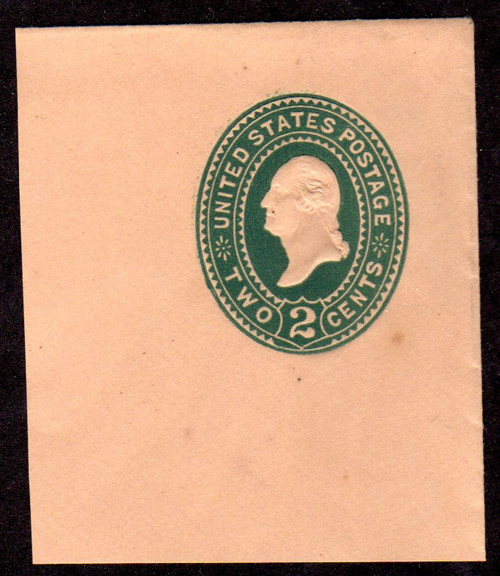 UNITED STATES POSTAGE
TWO 2 CENTS